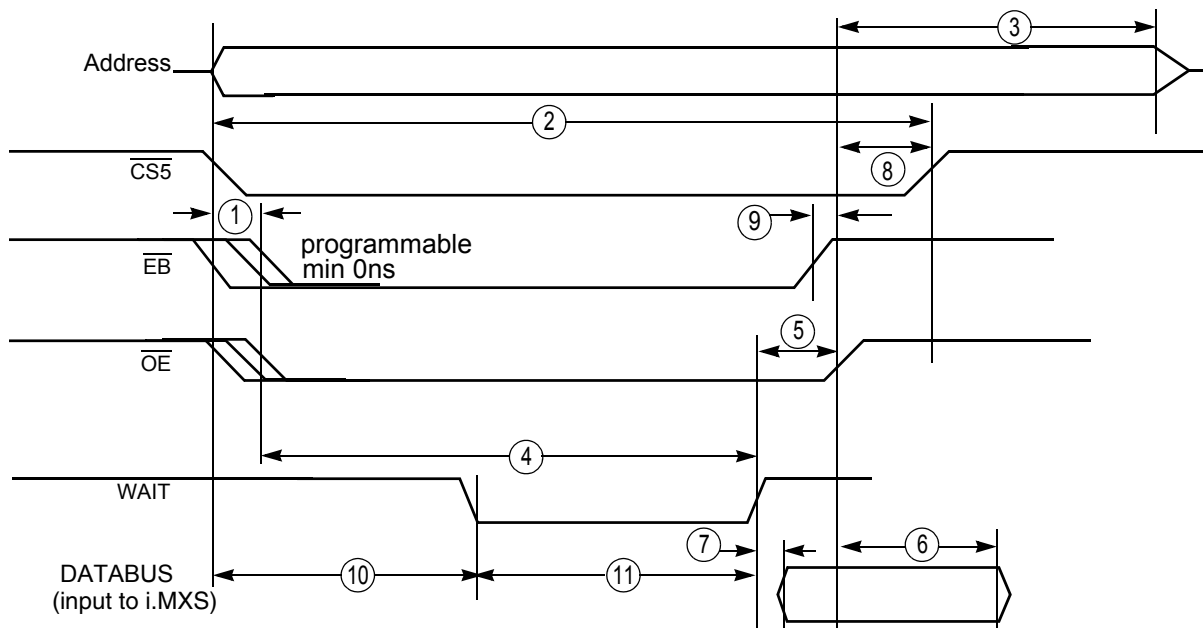 3
Address
2
CS5
8
1
9
programmable
min 0ns
EB
5
OE
4
WAIT
7
6
DATABUS
(input to i.MXS)
10
11